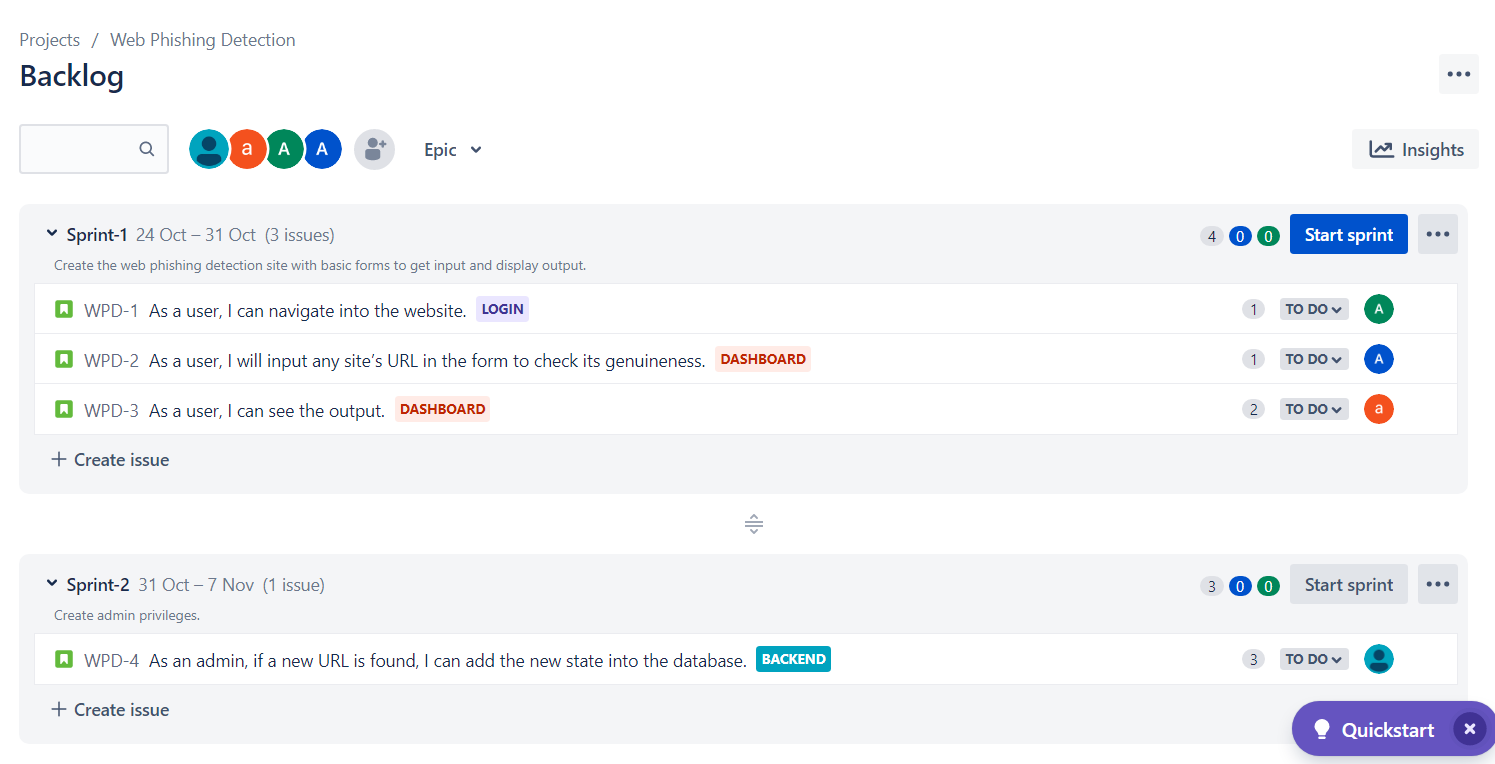 Projects / Web Phishing Detection
Backlog
a A A Epic Insights
Sprint-1 24 Oct – 31 Oct (3 issues) 4 0 0 Start sprint
Create the web phishing detection site with basic forms to get input and display output.
WPD-1 As a user, I can navigate into the website. LOGIN 1 TO DO A
WPD-2 As a user, I will input any site’s URL in the form to check its genuineness. DASHBOARD 1 TO DO A
WPD-3 As a user, I can see the output. DASHBOARD 2 TO DO a
+ Create issue
Sprint-2 31 Oct – 7 Nov (1 issue) 3 0 0 Start sprint
Create admin privileges.
WPD-4 As an admin, if a new URL is found, I can add the new state into the database. BACKEND 3 TO DO
+ Create issue
Quickstart